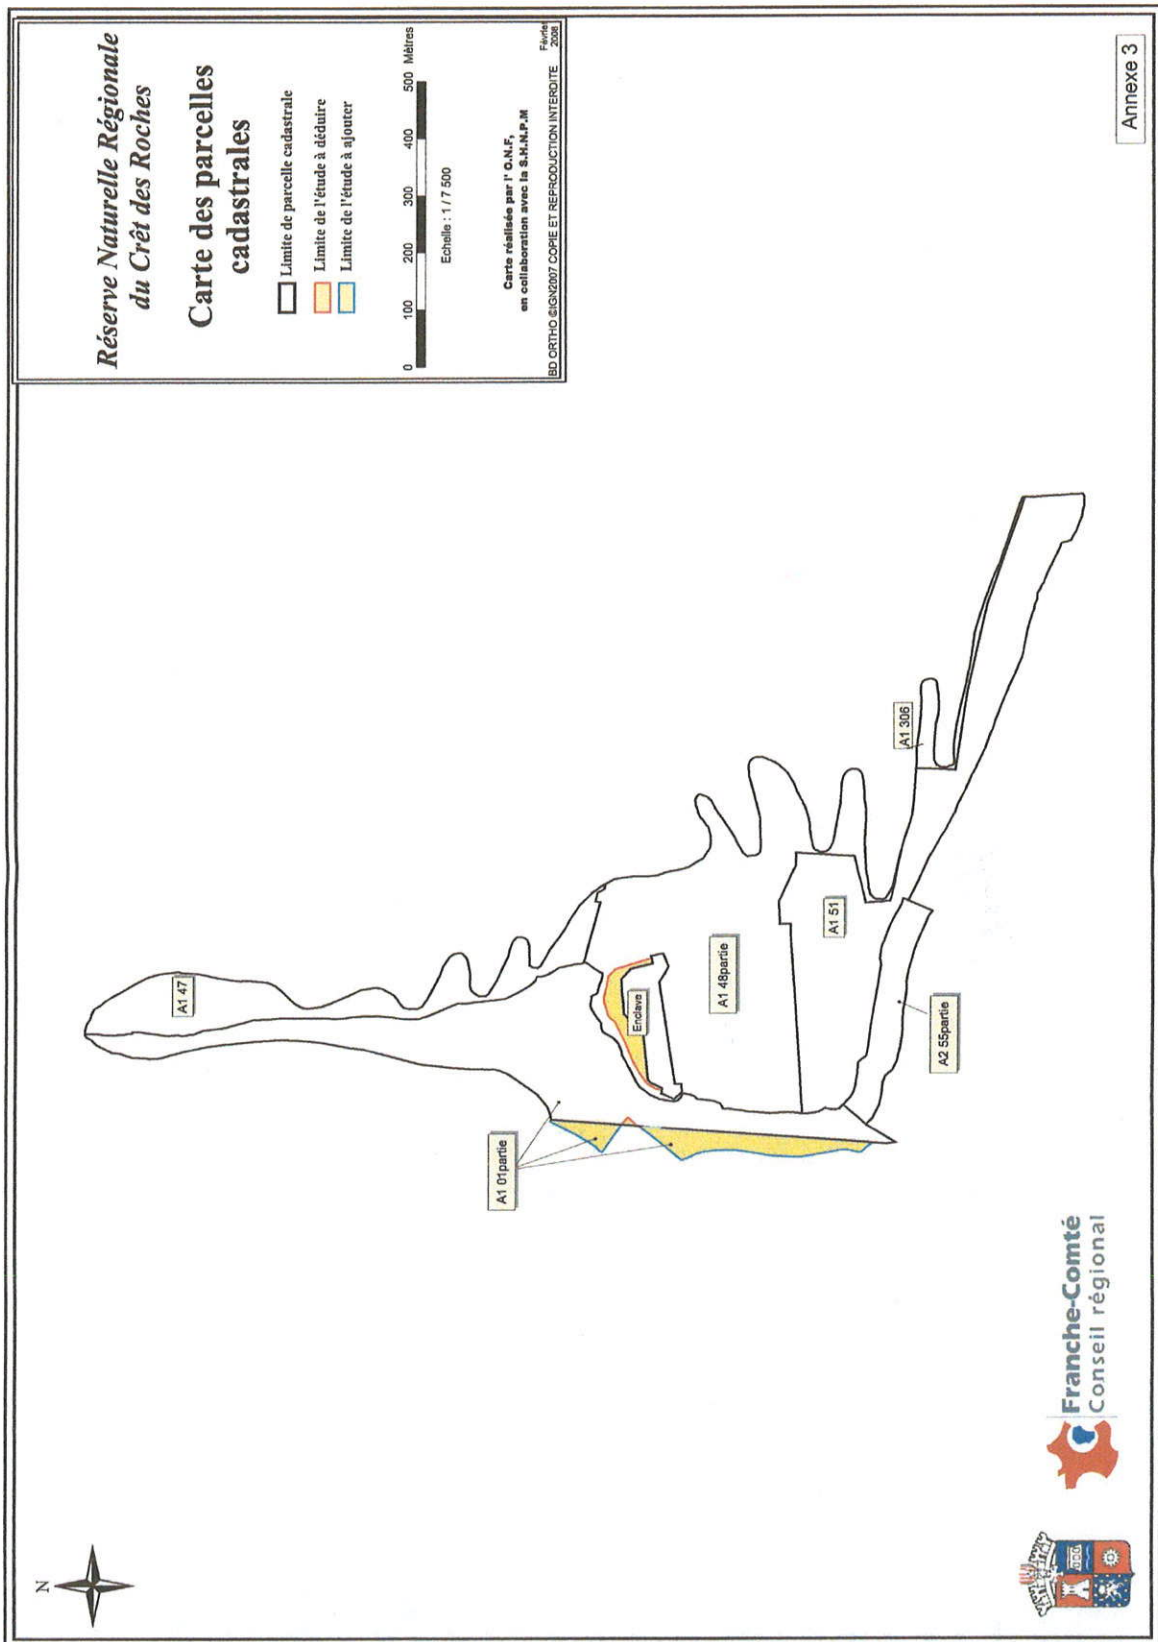 Réserve Naturelle Régionale
du Crêt des Roches
Carte des parcelles
cadastrales
Limite de parcelle cadastrale
Limite de l'étude à déduire
Limite de l'étude à ajouter
0 100 200 300 400 500 Mètres
Echelle : 1 / 7 500
Carte réalisée par l' O.N.F,
en collaboration avec la S.H.N.P.M
BD ORTHO ©IGN2007 COPIE ET REPRODUCTION INTERDITE
Février
2008
N
A1 47
A1 01partie
Enclave
A1 48partie
A1 51
A1 306
A2 55partie
Franche-Comté
Conseil régional
Annexe 3